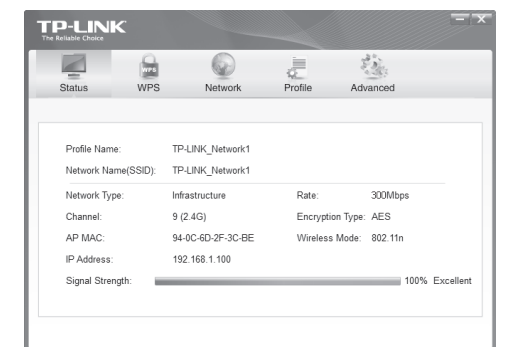 TP-LINK
The Reliable Choice
WPS
Status WPS Network Profile Advanced
Profile Name: TP-LINK_Network1
Network Name(SSID): TP-LINK_Network1
Network Type: Infrastructure Rate: 300Mbps
Channel: 9 (2.4G) Encryption Type: AES
AP MAC: 94-0C-6D-2F-3C-BE Wireless Mode: 802.11n
IP Address: 192.168.1.100
Signal Strength: 100% Excellent